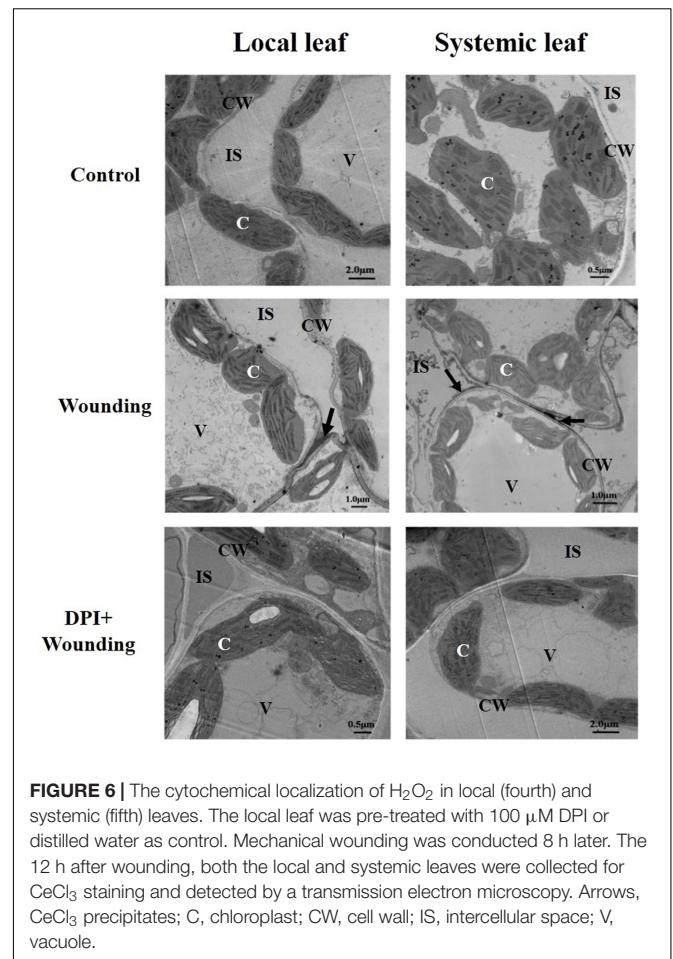 Local leaf Systemic leaf
Control
CW IS V C 2.0μm
IS CW C 0.5μm
Wounding
IS CW C V 1.0μm
IS C CW V 1.0μm
DPI+
Wounding
CW IS C V 0.5μm
IS C V CW 2.0μm
FIGURE 6 | The cytochemical localization of H₂O₂ in local (fourth) and
systemic (fifth) leaves. The local leaf was pre-treated with 100 μM DPI or
distilled water as control. Mechanical wounding was conducted 8 h later. The
12 h after wounding, both the local and systemic leaves were collected for
CeCl₃ staining and detected by a transmission electron microscopy. Arrows,
CeCl₃ precipitates; C, chloroplast; CW, cell wall; IS, intercellular space; V,
vacuole.